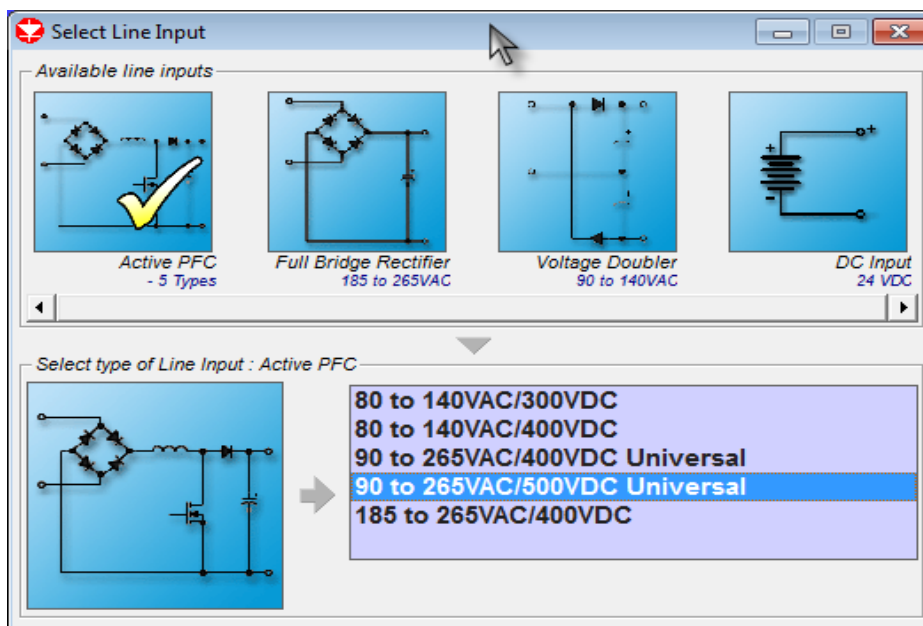 Select Line Input
Available line inputs
Active PFC
- 5 Types
Full Bridge Rectifier
185 to 265VAC
Voltage Doubler
90 to 140VAC
DC Input
24 VDC
Select type of Line Input : Active PFC
80 to 140VAC/300VDC
80 to 140VAC/400VDC
90 to 265VAC/400VDC Universal
90 to 265VAC/500VDC Universal
185 to 265VAC/400VDC